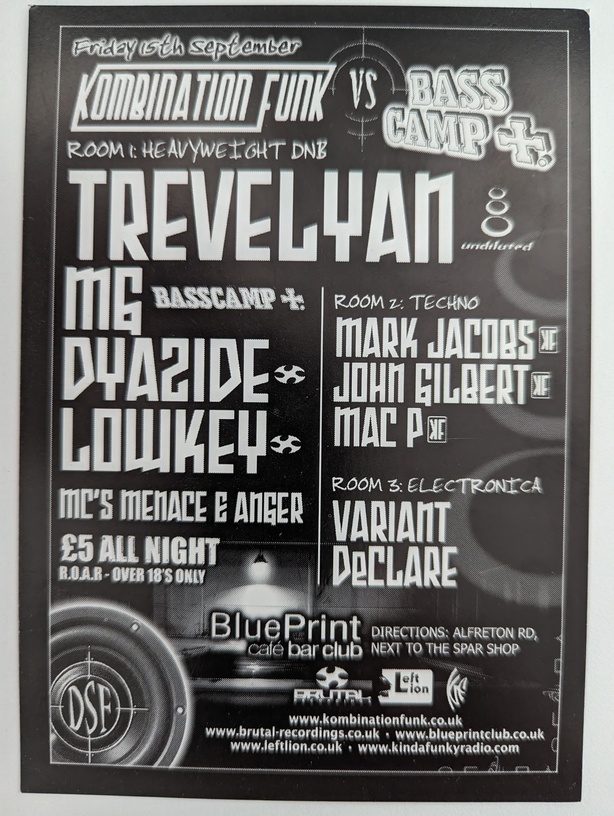 Friday 15th September
KOMBINATION FUNK VS BASS CAMP
ROOM 1: HEAVYWEIGHT DNB
TREVELYAN
undiluted
MG BASSCAMP
DYAZIDE
LOWKEY
MC'S MENACE & ANGER
£5 ALL NIGHT
R.O.A.R - OVER 18'S ONLY
ROOM 2: TECHNO
MARK JACOBS KF
JOHN GILBERT KF
MAC P KF
ROOM 3: ELECTRONICA
VARIANT
DeCLARE
BluePrint
café bar club
DIRECTIONS: ALFRETON RD,
NEXT TO THE SPAR SHOP
DSF
BRUTAL
Left Lion
www.kombinationfunk.co.uk
www.brutal-recordings.co.uk • www.blueprintclub.co.uk
www.leftlion.co.uk • www.kindafunkyradio.com